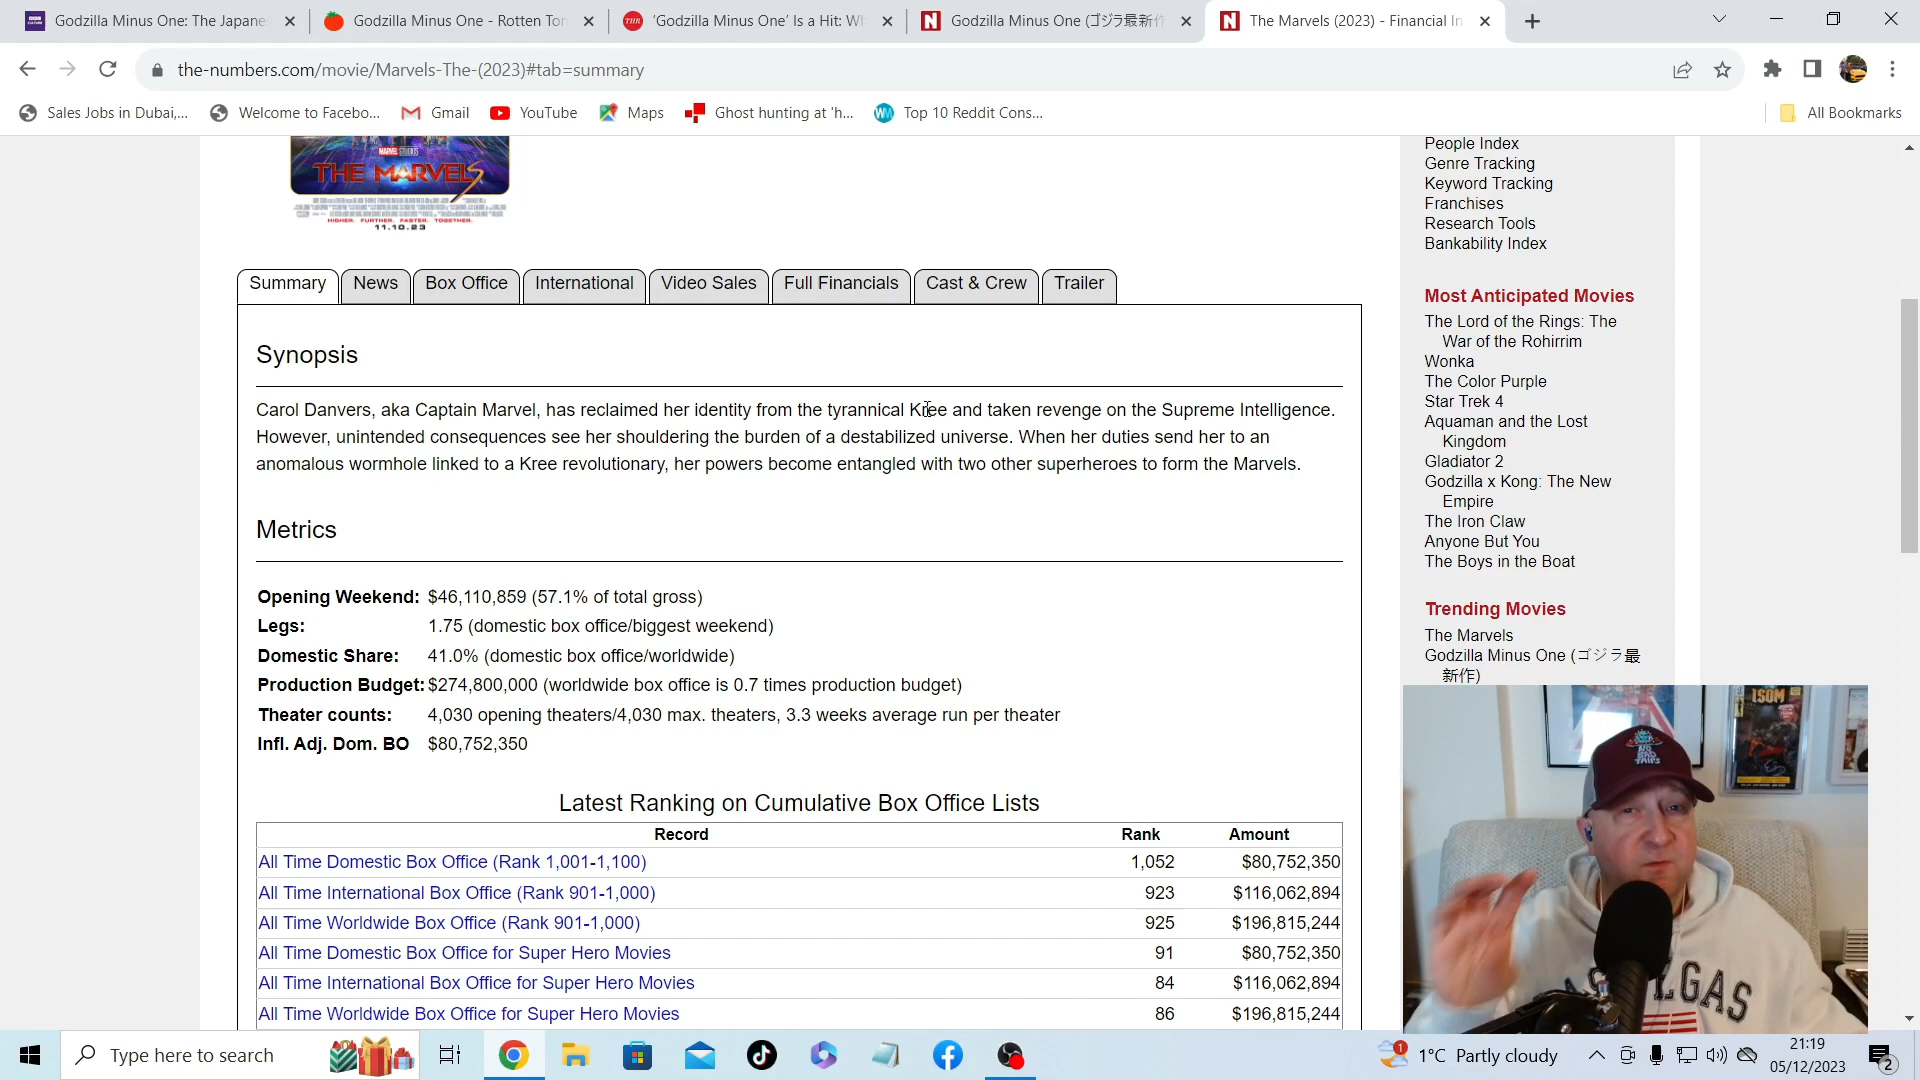 Godzilla Minus One: The Japane
Godzilla Minus One - Rotten Ton
'Godzilla Minus One' Is a Hit: Wh
Godzilla Minus One (ゴジラ最新作
The Marvels (2023) - Financial In
the-numbers.com/movie/Marvels-The-(2023)#tab=summary
Sales Jobs in Dubai,...
Welcome to Facebo...
Gmail
YouTube
Maps
Ghost hunting at 'h...
Top 10 Reddit Cons...
All Bookmarks
MARVEL STUDIOS
THE MARVELS
HIGHER. FURTHER. FASTER. TOGETHER.
11.10.23
Summary
News
Box Office
International
Video Sales
Full Financials
Cast & Crew
Trailer
Synopsis
Carol Danvers, aka Captain Marvel, has reclaimed her identity from the tyrannical Kree and taken revenge on the Supreme Intelligence.
However, unintended consequences see her shouldering the burden of a destabilized universe. When her duties send her to an
anomalous wormhole linked to a Kree revolutionary, her powers become entangled with two other superheroes to form the Marvels.
Metrics
Opening Weekend: $46,110,859 (57.1% of total gross)
Legs: 1.75 (domestic box office/biggest weekend)
Domestic Share: 41.0% (domestic box office/worldwide)
Production Budget: $274,800,000 (worldwide box office is 0.7 times production budget)
Theater counts: 4,030 opening theaters/4,030 max. theaters, 3.3 weeks average run per theater
Infl. Adj. Dom. BO $80,752,350
Latest Ranking on Cumulative Box Office Lists
Record Rank Amount
All Time Domestic Box Office (Rank 1,001-1,100) 1,052 $80,752,350
All Time International Box Office (Rank 901-1,000) 923 $116,062,894
All Time Worldwide Box Office (Rank 901-1,000) 925 $196,815,244
All Time Domestic Box Office for Super Hero Movies 91 $80,752,350
All Time International Box Office for Super Hero Movies 84 $116,062,894
All Time Worldwide Box Office for Super Hero Movies 86 $196,815,244
People Index
Genre Tracking
Keyword Tracking
Franchises
Research Tools
Bankability Index
Most Anticipated Movies
The Lord of the Rings: The
War of the Rohirrim
Wonka
The Color Purple
Star Trek 4
Aquaman and the Lost
Kingdom
Gladiator 2
Godzilla x Kong: The New
Empire
The Iron Claw
Anyone But You
The Boys in the Boat
Trending Movies
The Marvels
Godzilla Minus One (ゴジラ最
新作)
ISOM
NO BAD
TRIPS
Type here to search
1
1°C Partly cloudy
21:19
05/12/2023
2